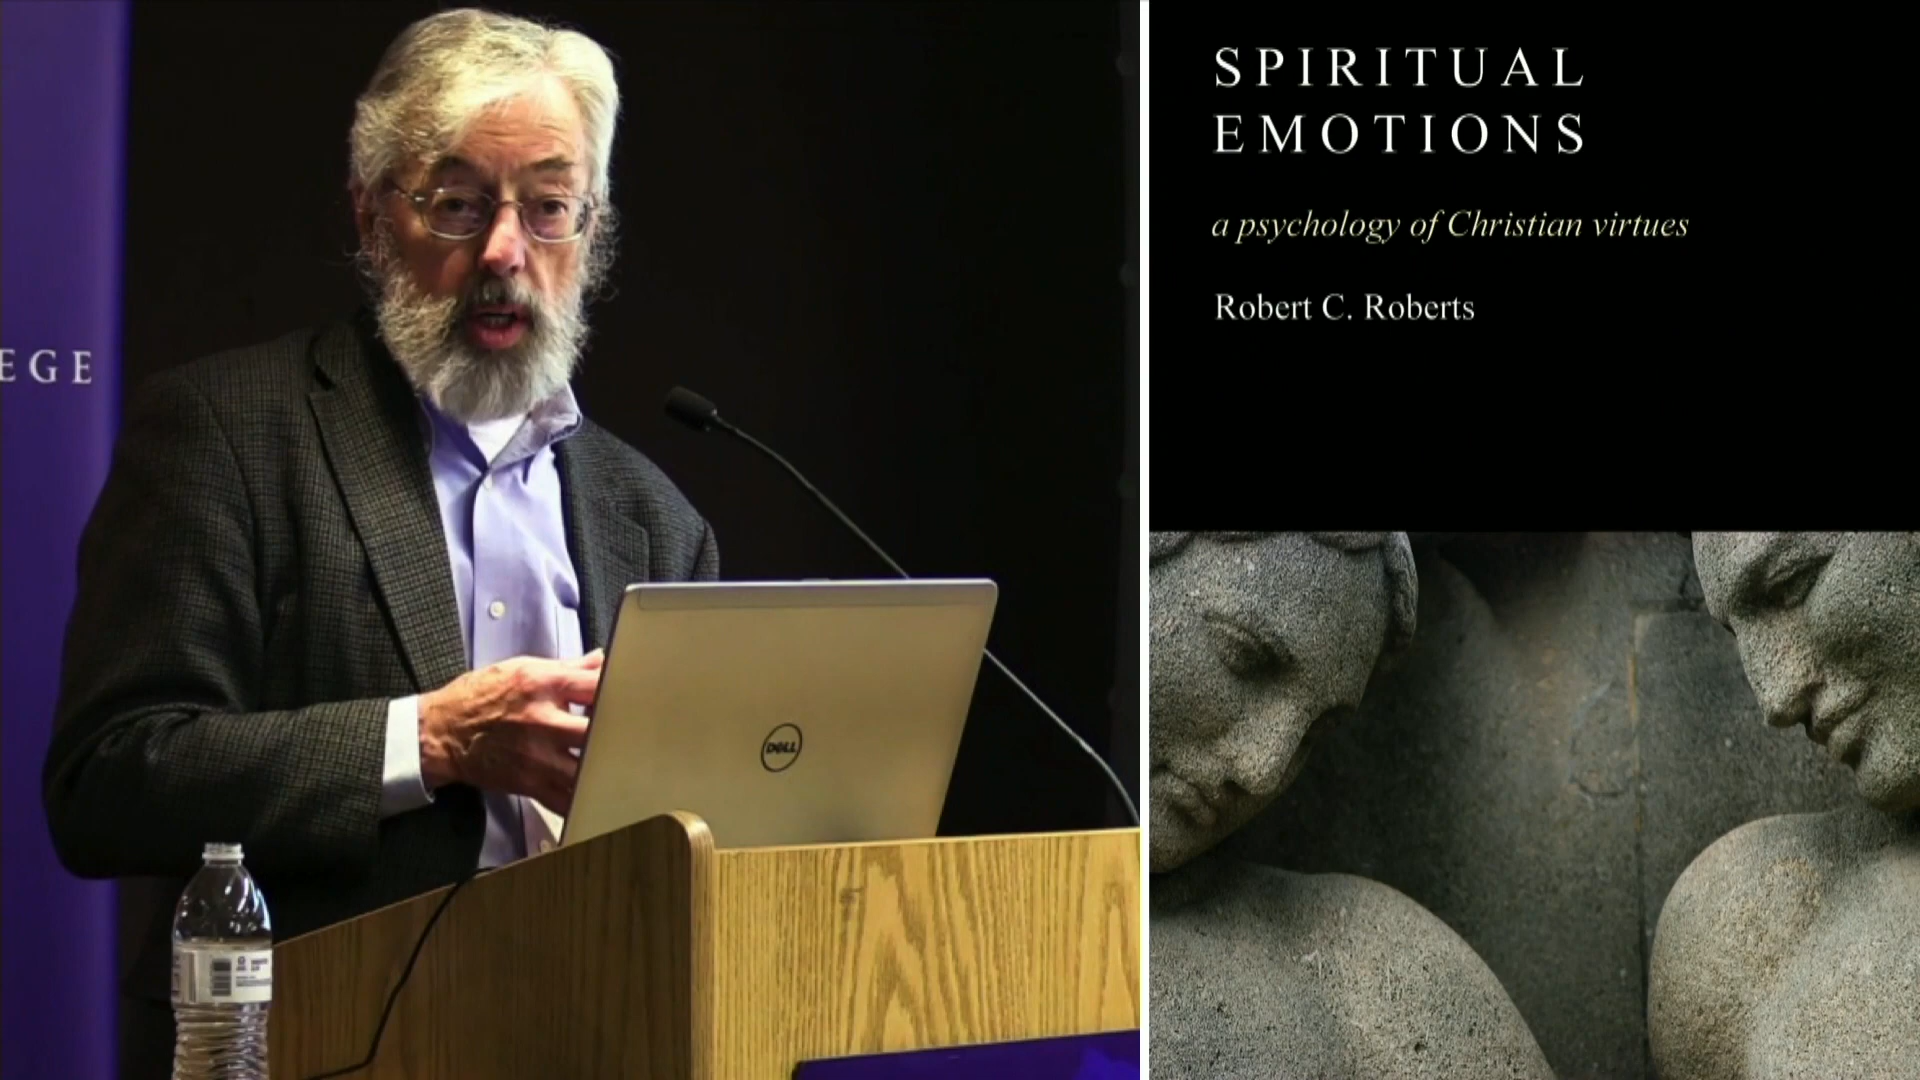 EGE
DELL
SPIRITUAL
EMOTIONS
a psychology of Christian virtues
Robert C. Roberts